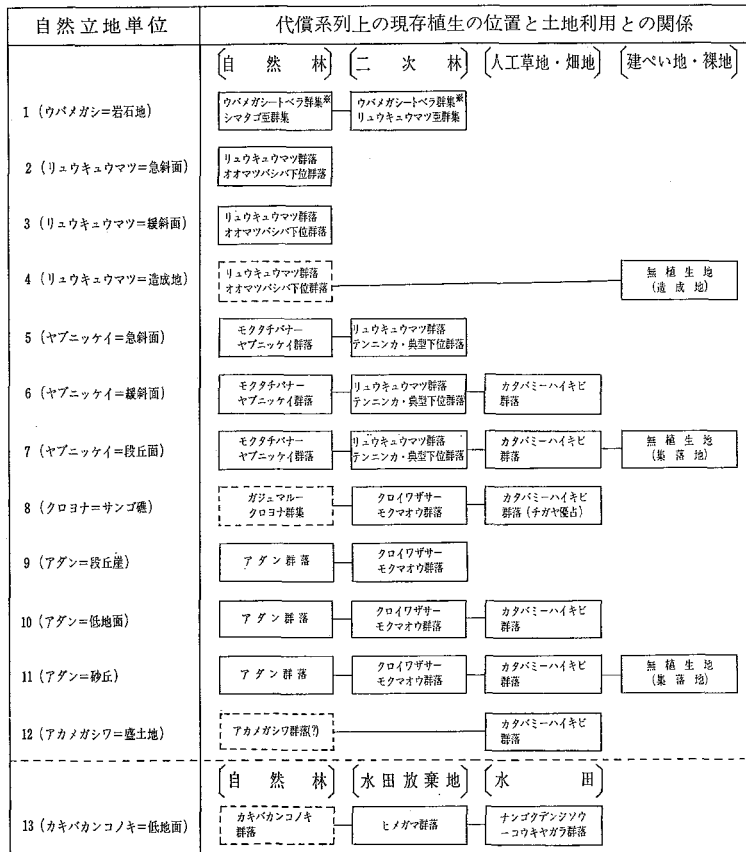 自然立地単位
代償系列上の現存植生の位置と土地利用との関係
〔自然林〕 〔二次林〕 〔人工草地・畑地〕 〔建ぺい地・裸地〕
1 (ウバメガシ=岩石地)
ウバメガシートベラ群集※
シマタゴ亜群集
ウバメガシートベラ群集※
リュウキュウマツ亜群集
2 (リュウキュウマツ=急斜面)
リュウキュウマツ群落
オオマツバシバ下位群落
3 (リュウキュウマツ=緩斜面)
リュウキュウマツ群落
オオマツバシバ下位群落
4 (リュウキュウマツ=造成地)
リュウキュウマツ群落
オオマツバシバ下位群落
無植生地
(造成地)
5 (ヤブニッケイ=急斜面)
モクタチバナー
ヤブニッケイ群落
リュウキュウマツ群落
テンニンカ・典型下位群落
6 (ヤブニッケイ=緩斜面)
モクタチバナー
ヤブニッケイ群落
リュウキュウマツ群落
テンニンカ・典型下位群落
カタバミーハイキビ
群落
7 (ヤブニッケイ=段丘面)
モクタチバナー
ヤブニッケイ群落
リュウキュウマツ群落
テンニンカ・典型下位群落
カタバミーハイキビ
群落
無植生地
(集落地)
8 (クロヨナ=サンゴ礁)
ガジュマルー
クロヨナ群集
クロイワザサー
モクマオウ群落
カタバミーハイキビ
群落(チガヤ優占)
9 (アダン=段丘崖)
アダン群落
クロイワザサー
モクマオウ群落
10 (アダン=低地面)
アダン群落
クロイワザサー
モクマオウ群落
カタバミーハイキビ
群落
11 (アダン=砂丘)
アダン群落
クロイワザサー
モクマオウ群落
カタバミーハイキビ
群落
無植生地
(集落地)
12 (アカメガシワ=盛土地)
アカメガシワ群落(?)
カタバミーハイキビ
群落
〔自然林〕 〔水田放棄地〕 〔水田〕
13 (カキバカンコノキ=低地面)
カキバカンコノキ
群落
ヒメガマ群落
ナンゴクデンジソウ
ーコウキヤガラ群落